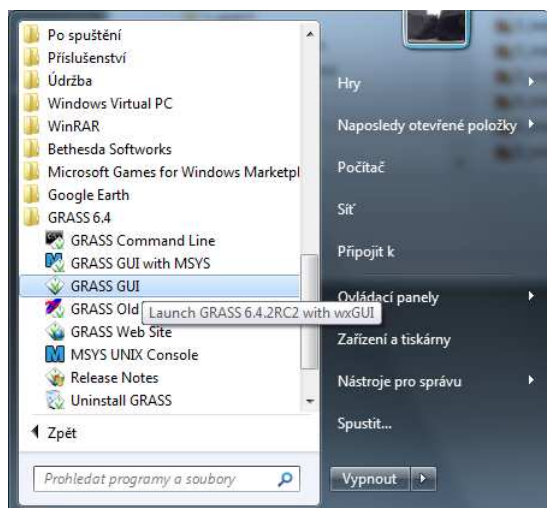 Po spuštění
Příslušenství
Údržba
Windows Virtual PC
WinRAR
Bethesda Softworks
Microsoft Games for Windows Marketpl
Google Earth
GRASS 6.4
GRASS Command Line
GRASS GUI with MSYS
GRASS GUI
GRASS Old
Launch GRASS 6.4.2RC2 with wxGUI
GRASS Web Site
MSYS UNIX Console
Release Notes
Uninstall GRASS
Zpět
Prohledat programy a soubory
Hry
Naposledy otevřené položky
Počítač
Síť
Připojit k
Ovládací panely
Zařízení a tiskárny
Nástroje pro správu
Spustit...
Vypnout